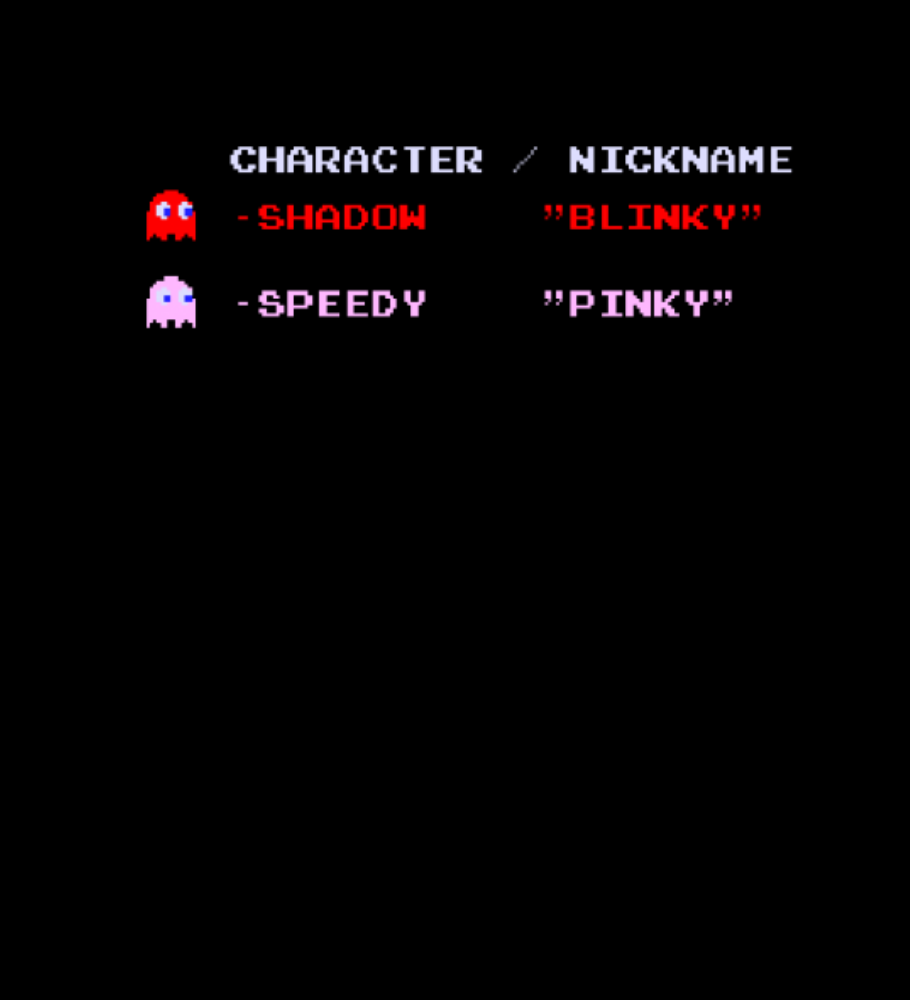 CHARACTER / NICKNAME
-SHADOW ”BLINKY”
-SPEEDY ”PINKY”